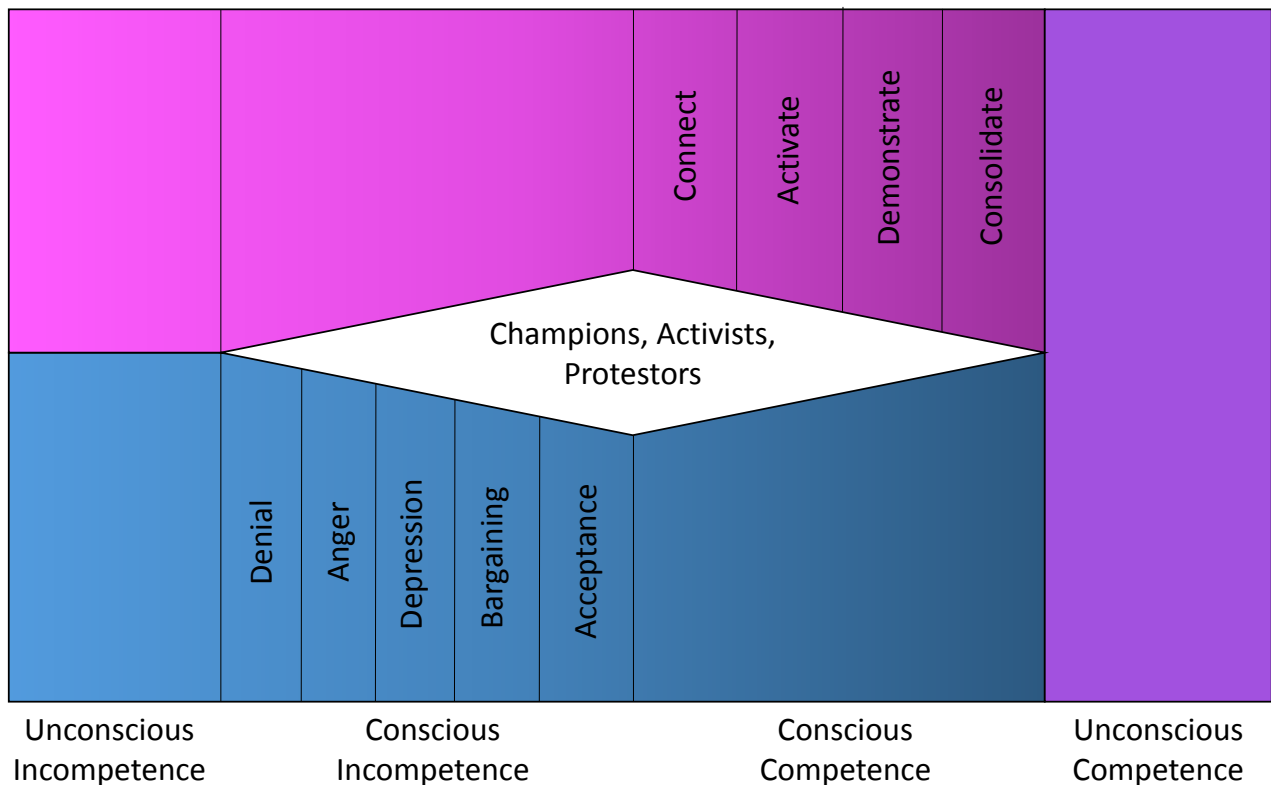 Connect
Activate
Demonstrate
Consolidate
Champions, Activists,
Protestors
Denial
Anger
Depression
Bargaining
Acceptance
Unconscious
Incompetence
Conscious
Incompetence
Conscious
Competence
Unconscious
Competence